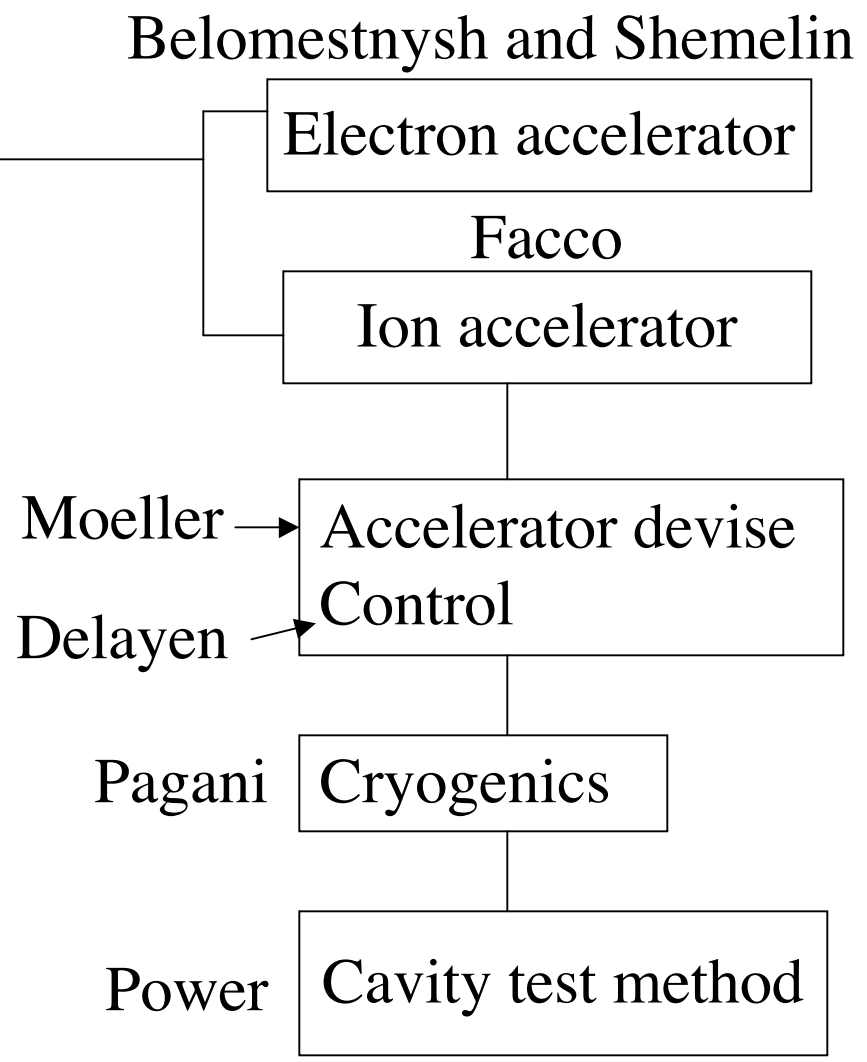 Belomestnysh and Shemelin
Electron accelerator
Facco
Ion accelerator
Moeller
Accelerator devise
Control
Delayen
Pagani
Cryogenics
Power
Cavity test method